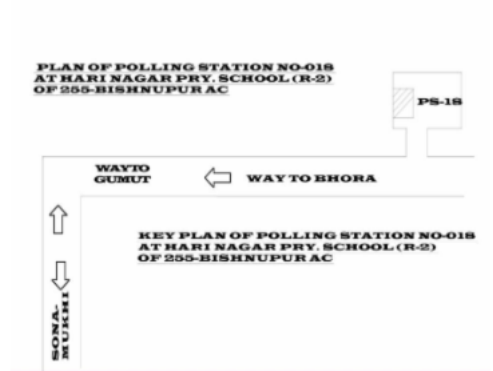 PLAN OF POLLING STATION NO-018
AT HARI NAGAR PRY. SCHOOL (R-2)
OF 255-BISHNUPUR AC
PS-18
WAYTO
GUMUT
WAY TO BHORA
KEY PLAN OF POLLING STATION NO-018
AT HARI NAGAR PRY. SCHOOL (R-2)
OF 255-BISHNUPUR AC
SONA-
MUKHI